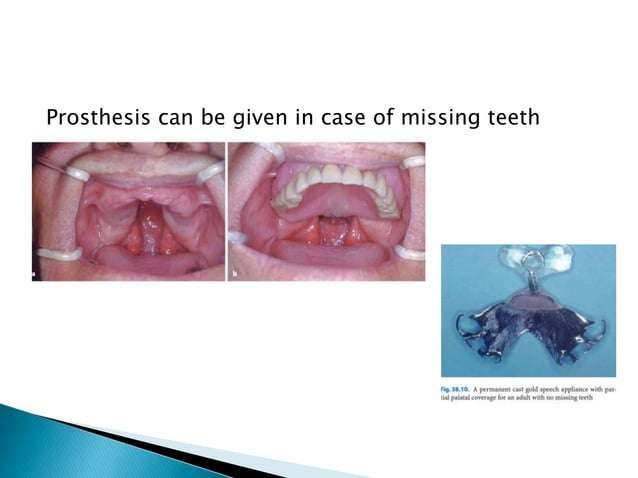 Prosthesis can be given in case of missing teeth
a
b
Fig.38.10. A permanent cast gold speech appliance with par-
tial palatal coverage for an adult with no missing teeth